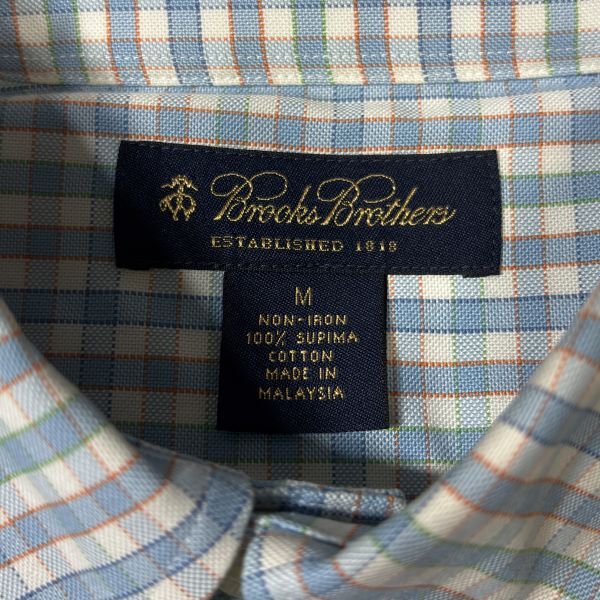 Brooks Brothers
ESTABLISHED 1818
M
NON-IRON
100% SUPIMA
COTTON
MADE IN
MALAYSIA